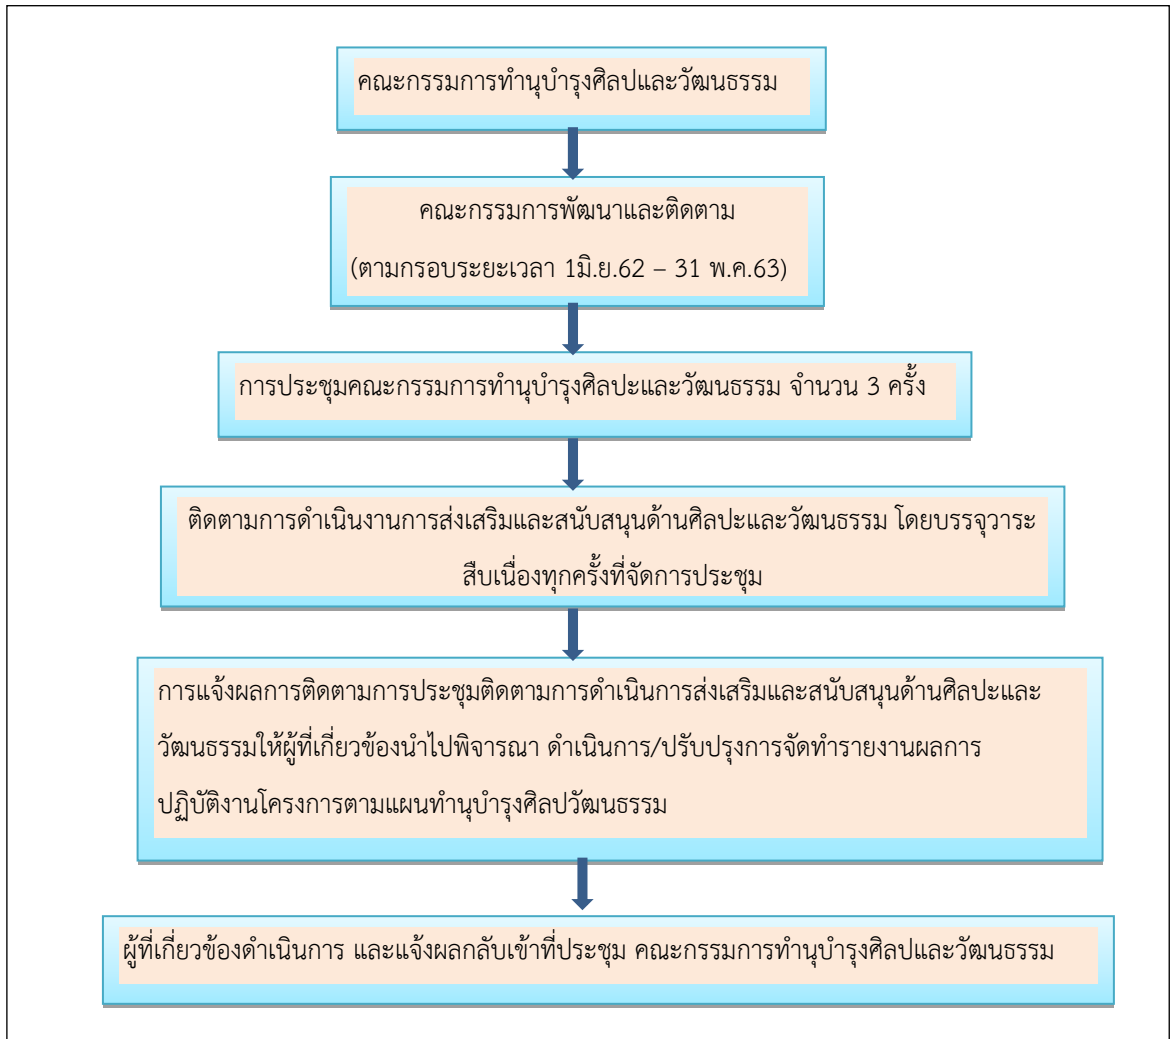 คณะกรรมการทำนุบำรุงศิลปและวัฒนธรรม
คณะกรรมการพัฒนาและติดตาม
(ตามกรอบระยะเวลา 1มิ.ย.62 – 31 พ.ค.63)
การประชุมคณะกรรมการทำนุบำรุงศิลปะและวัฒนธรรม จำนวน 3 ครั้ง
ติดตามการดำเนินงานการส่งเสริมและสนับสนุนด้านศิลปะและวัฒนธรรม โดยบรรจุวาระ
สืบเนื่องทุกครั้งที่จัดการประชุม
การแจ้งผลการติดตามการประชุมติดตามการดำเนินการส่งเสริมและสนับสนุนด้านศิลปะและ
วัฒนธรรมให้ผู้ที่เกี่ยวข้องนำไปพิจารณา ดำเนินการ/ปรับปรุงการจัดทำรายงานผลการ
ปฏิบัติงานโครงการตามแผนทำนุบำรุงศิลปวัฒนธรรม
ผู้ที่เกี่ยวข้องดำเนินการ และแจ้งผลกลับเข้าที่ประชุม คณะกรรมการทำนุบำรุงศิลปและวัฒนธรรม